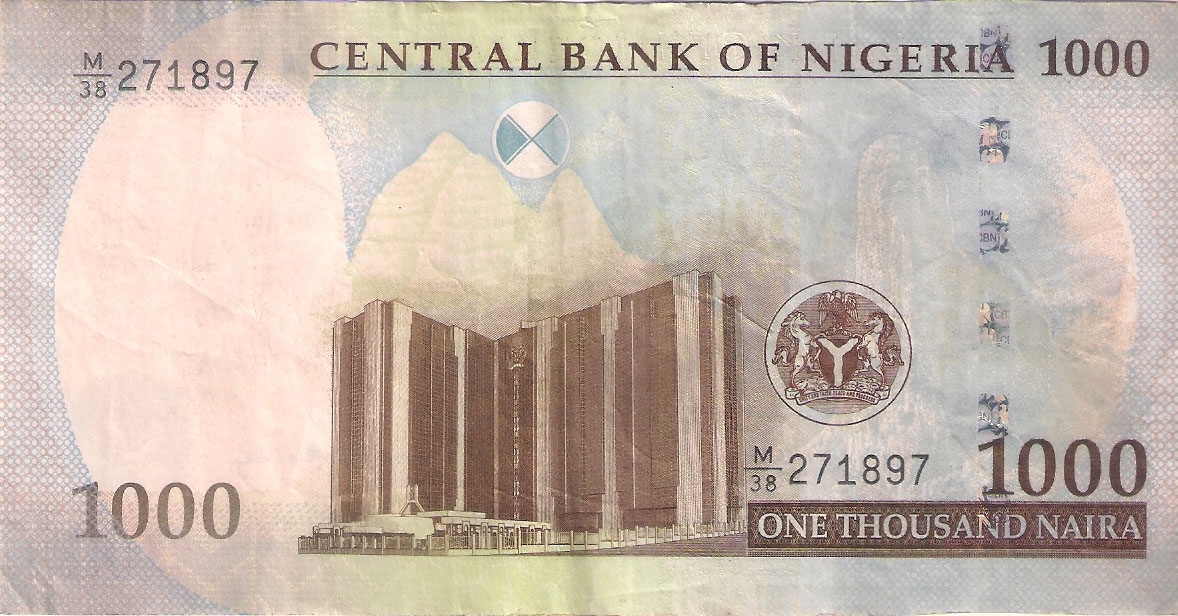 CENTRAL BANK OF NIGERIA 1000
M/38 271897
M/38 271897
1000
1000
ONE THOUSAND NAIRA